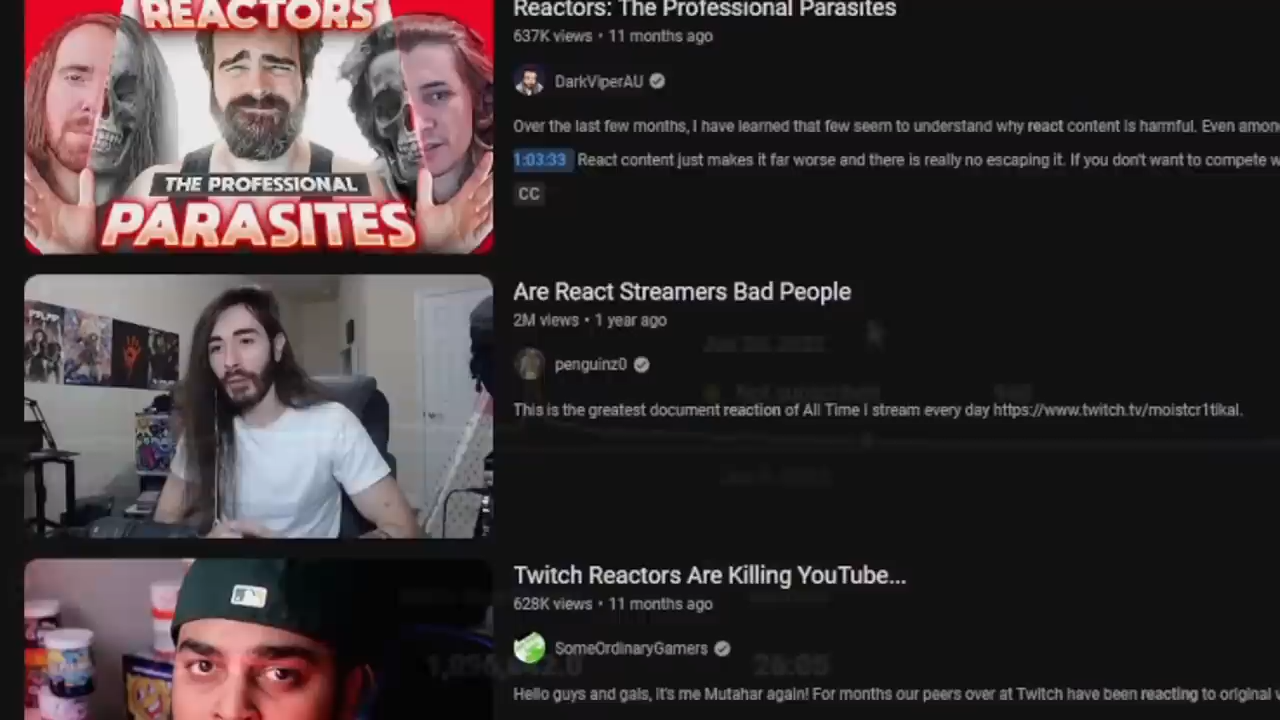 REACTORS
THE PROFESSIONAL
PARASITES
Reactors: The Professional Parasites
637K views • 11 months ago
DarkViperAU
Over the last few months, I have learned that few seem to understand why react content is harmful. Even amon
1:03:33 React content just makes it far worse and there is really no escaping it. If you don't want to compete w
CC
Are React Streamers Bad People
2M views • 1 year ago
penguinz0
This is the greatest document reaction of All Time I stream every day https://www.twitch.tv/moistcr1tikal.
Twitch Reactors Are Killing YouTube...
628K views • 11 months ago
SomeOrdinaryGamers
Hello guys and gals, it's me Mutahar again! For months our peers over at Twitch have been reacting to original v
26:05